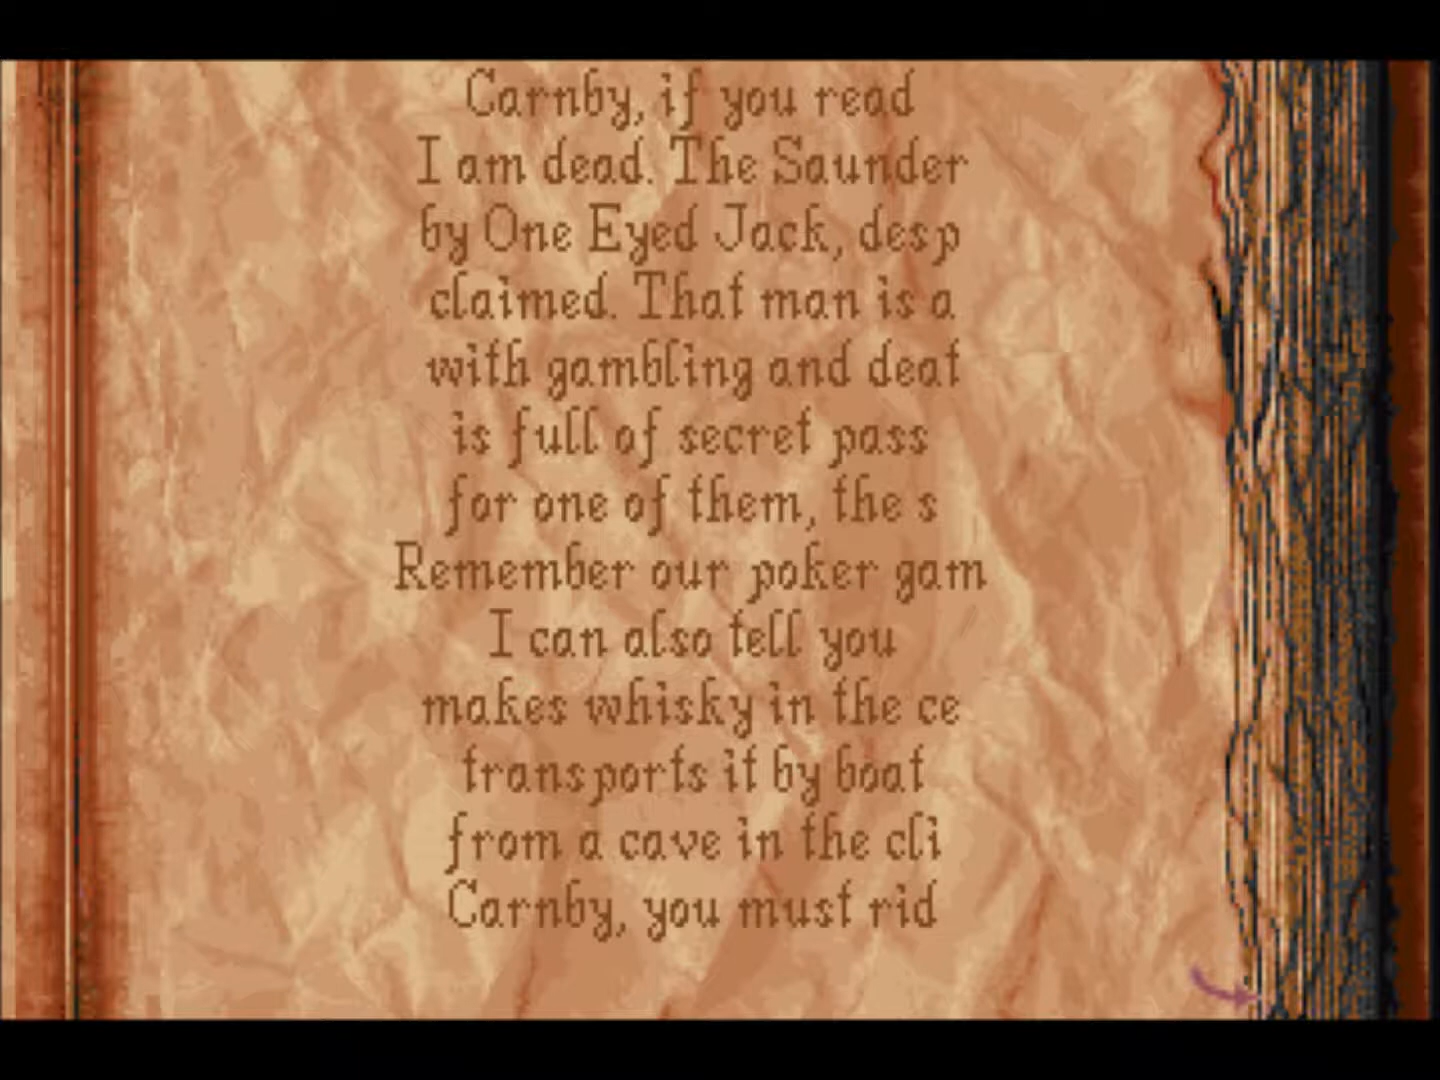 Carnby, if you read
I am dead. The Saunder
by One Eyed Jack, desp
claimed. That man is a
with gambling and deat
is full of secret pass
for one of them, the s
Remember our poker gam
I can also tell you
makes whisky in the ce
transports it by boat
from a cave in the cli
Carnby, you must rid